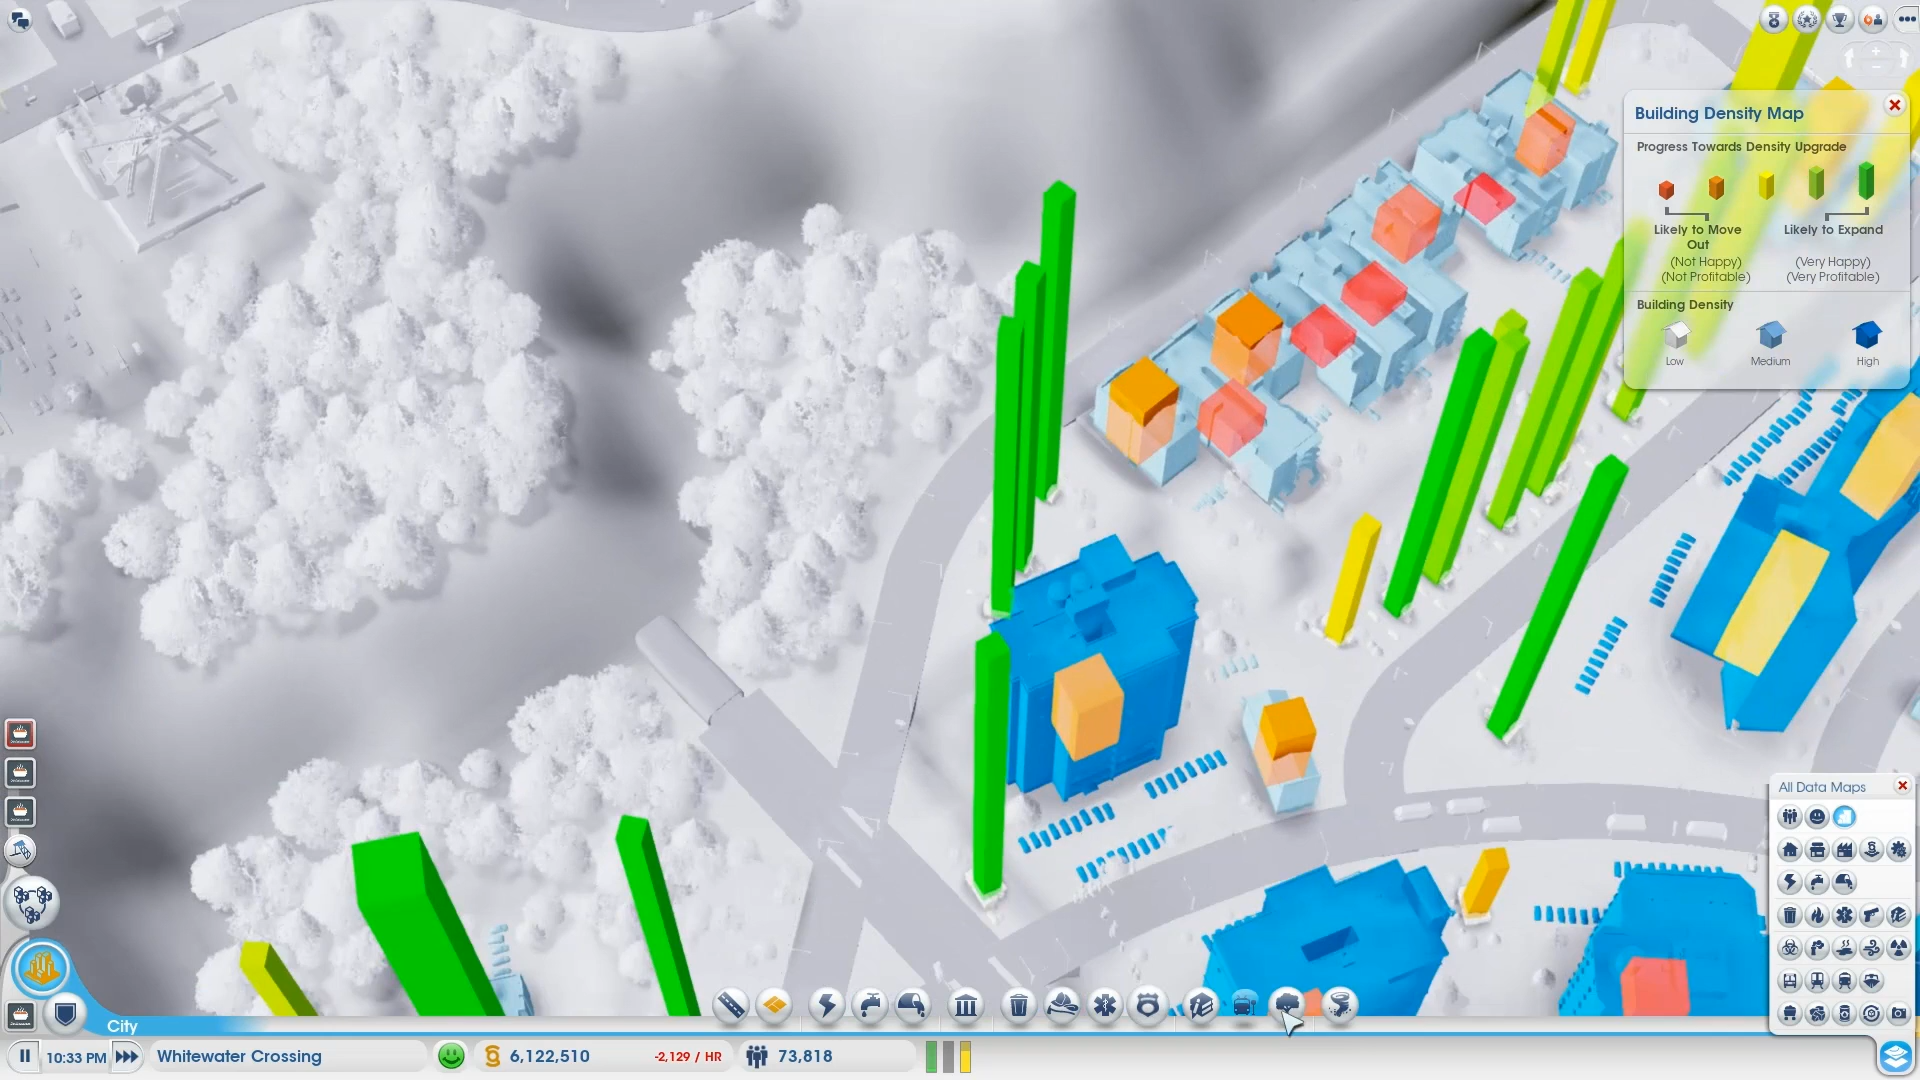 Building Density Map
Progress Towards Density Upgrade
Likely to Move Out
(Not Happy)
(Not Profitable)
Likely to Expand
(Very Happy)
(Very Profitable)
Building Density
Low
Medium
High
All Data Maps
City
10:33 PM
Whitewater Crossing
6,122,510
-2,129 / HR
73,818